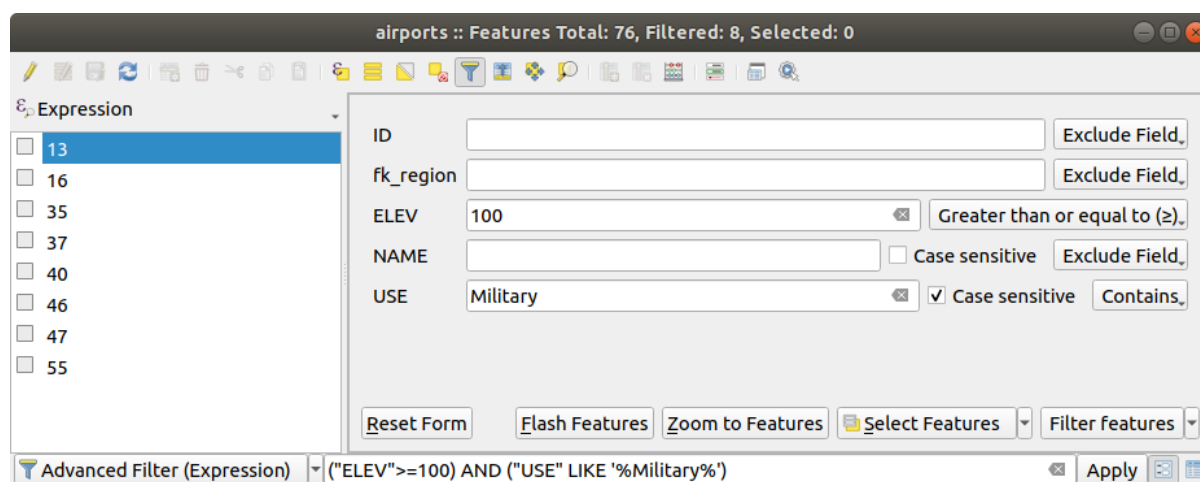 airports :: Features Total: 76, Filtered: 8, Selected: 0
Expression
13
16
35
37
40
46
47
55
ID Exclude Field
fk_region Exclude Field
ELEV 100 Greater than or equal to (≥)
NAME Case sensitive Exclude Field
USE Military Case sensitive Contains
Reset Form Flash Features Zoom to Features Select Features Filter features
Advanced Filter (Expression) ("ELEV">=100) AND ("USE" LIKE '%Military%') Apply